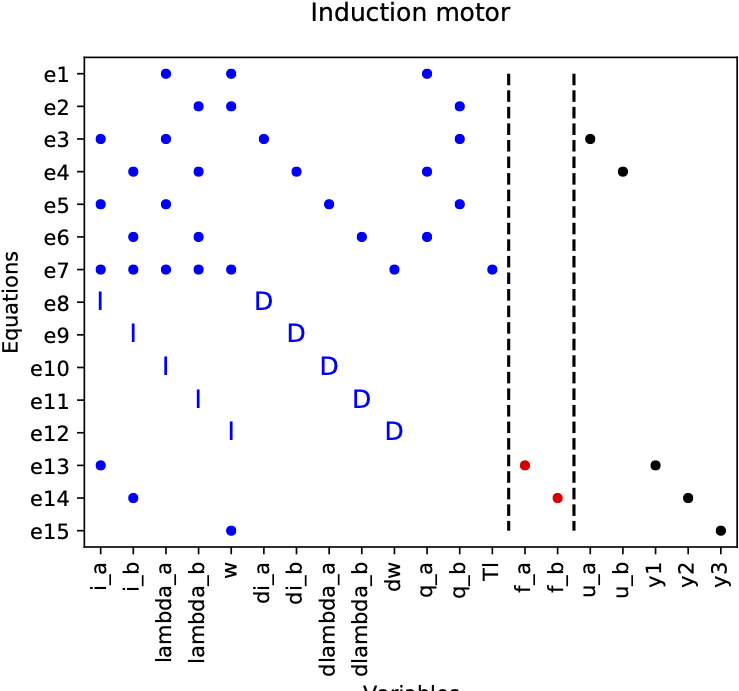 Induction motor
Equations
e1
e2
e3
e4
e5
e6
e7
e8
e9
e10
e11
e12
e13
e14
e15
I D
I D
I D
I D
I D
i_a
i_b
lambda_a
lambda_b
w
di_a
di_b
dlambda_a
dlambda_b
dw
q_a
q_b
Tl
f_a
f_b
u_a
u_b
y1
y2
y3
Variables